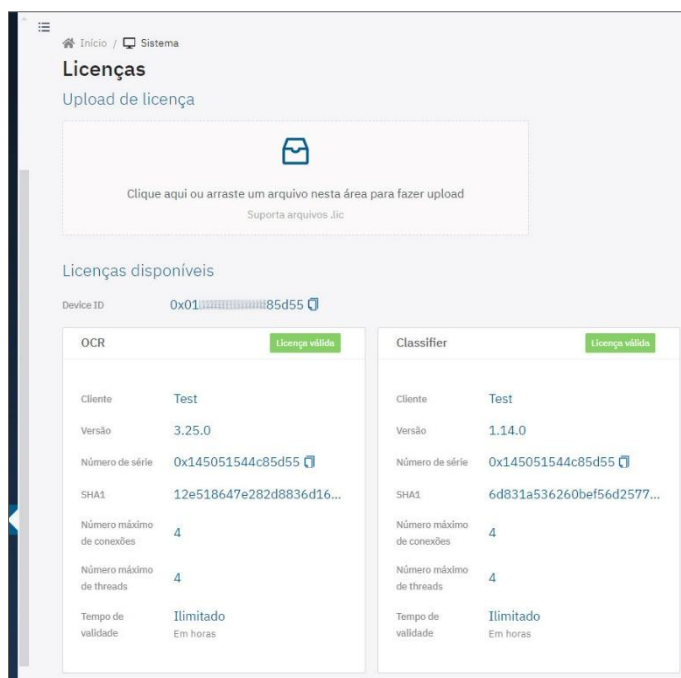 Início / Sistema
Licenças
Upload de licença
Clique aqui ou arraste um arquivo nesta área para fazer upload
Suporta arquivos .lic
Licenças disponíveis
Device ID 0x01 85d55
OCR Licença válida
Cliente Test
Versão 3.25.0
Número de série 0x145051544c85d55
SHA1 12e518647e282d8836d16...
Número máximo
de conexões 4
Número máximo
de threads 4
Tempo de
validade Ilimitado
Em horas
Classifier Licença válida
Cliente Test
Versão 1.14.0
Número de série 0x145051544c85d55
SHA1 6d831a536260bef56d2577...
Número máximo
de conexões 4
Número máximo
de threads 4
Tempo de
validade Ilimitado
Em horas